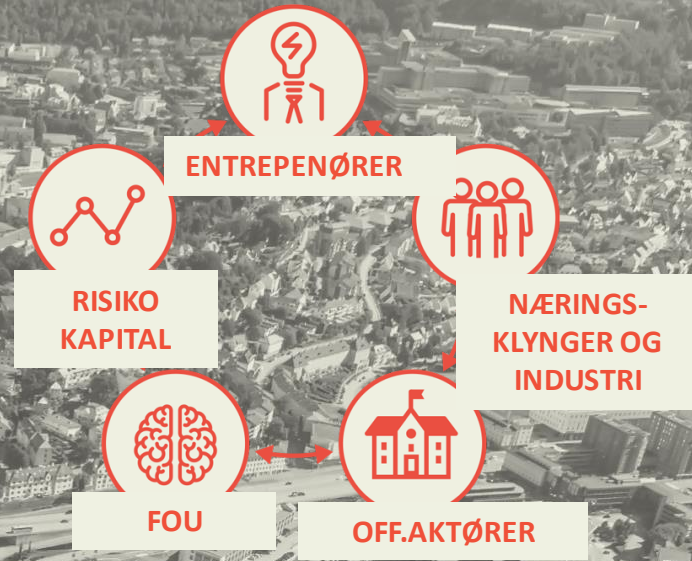 ENTREPENØRER
RISIKO
KAPITAL
NÆRINGS-
KLYNGER OG
INDUSTRI
FOU
OFF.AKTØRER